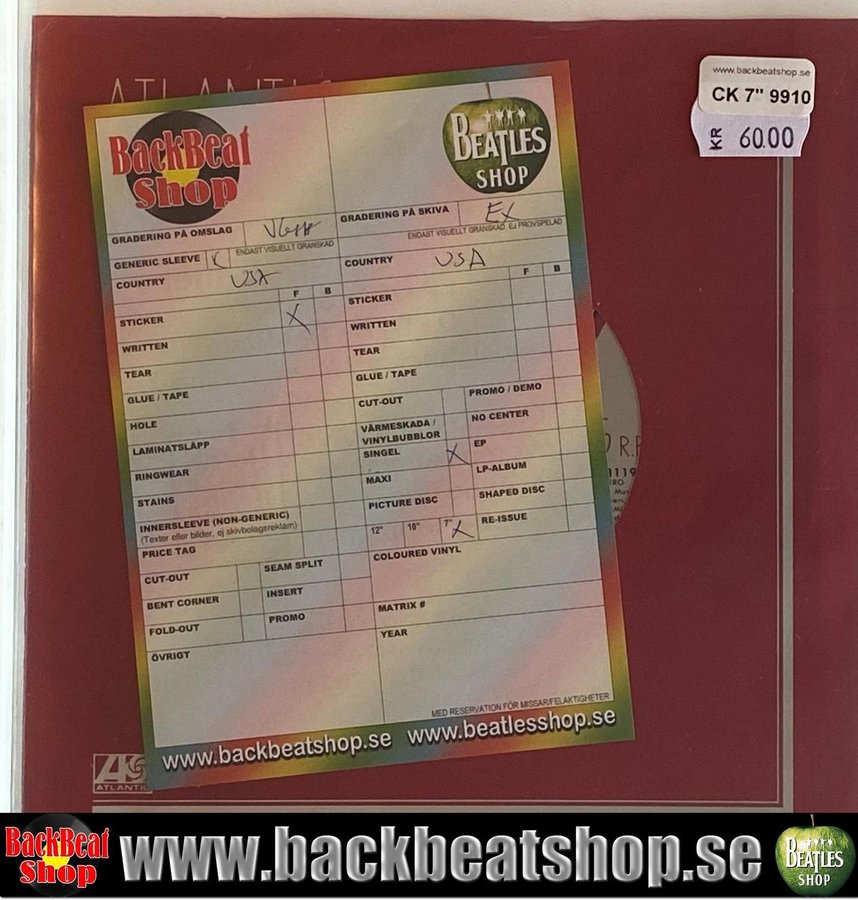 ATLANTIC
www.backbeatshop.se
CK 7" 9910
KR 60.00
BackBeat
Shop
BEATLES
SHOP
GRADERING PÅ OMSLAG VG++
ENDAST VISUELLT GRANSKAD
GENERIC SLEEVE X
COUNTRY USA
F B
STICKER X
WRITTEN
TEAR
GLUE / TAPE
HOLE
LAMINATSLÄPP
RINGWEAR
STAINS
INNERSLEEVE (NON-GENERIC)
(Texter eller bilder, ej skivbolagsreklam)
PRICE TAG
CUT-OUT SEAM SPLIT
BENT CORNER INSERT
FOLD-OUT PROMO
ÖVRIGT
GRADERING PÅ SKIVA Ex
ENDAST VISUELLT GRANSKAD, EJ PROVSPELAD
COUNTRY USA
F B
STICKER
WRITTEN
TEAR
GLUE / TAPE
CUT-OUT PROMO / DEMO
VÄRMESKADA /
VINYLBUBBLOR NO CENTER
SINGEL X EP
MAXI LP-ALBUM
PICTURE DISC SHAPED DISC
12" 10" 7" X RE-ISSUE
COLOURED VINYL
MATRIX #
YEAR
MED RESERVATION FÖR MISSAR/FELAKTIGHETER
www.backbeatshop.se www.beatlesshop.se
ATLANTIC
BackBeat
Shop
www.backbeatshop.se
BEATLES
SHOP